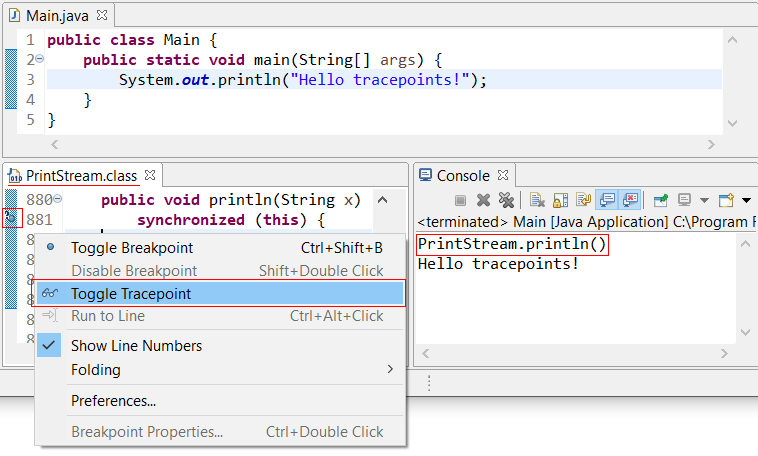 Main.java
1 public class Main {
2 public static void main(String[] args) {
3 System.out.println("Hello tracepoints!");
4 }
5 }
PrintStream.class
880 public void println(String x)
881 synchronized (this) {
Toggle Breakpoint Ctrl+Shift+B
Disable Breakpoint Shift+Double Click
Toggle Tracepoint
Run to Line Ctrl+Alt+Click
Show Line Numbers
Folding
Preferences...
Breakpoint Properties... Ctrl+Double Click
Console
<terminated> Main [Java Application] C:\Program F
PrintStream.println()
Hello tracepoints!